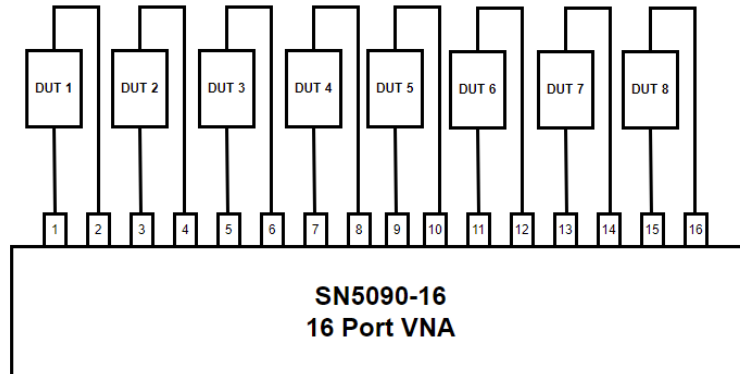 DUT 1
DUT 2
DUT 3
DUT 4
DUT 5
DUT 6
DUT 7
DUT 8
1
2
3
4
5
6
7
8
9
10
11
12
13
14
15
16
SN5090-16
16 Port VNA